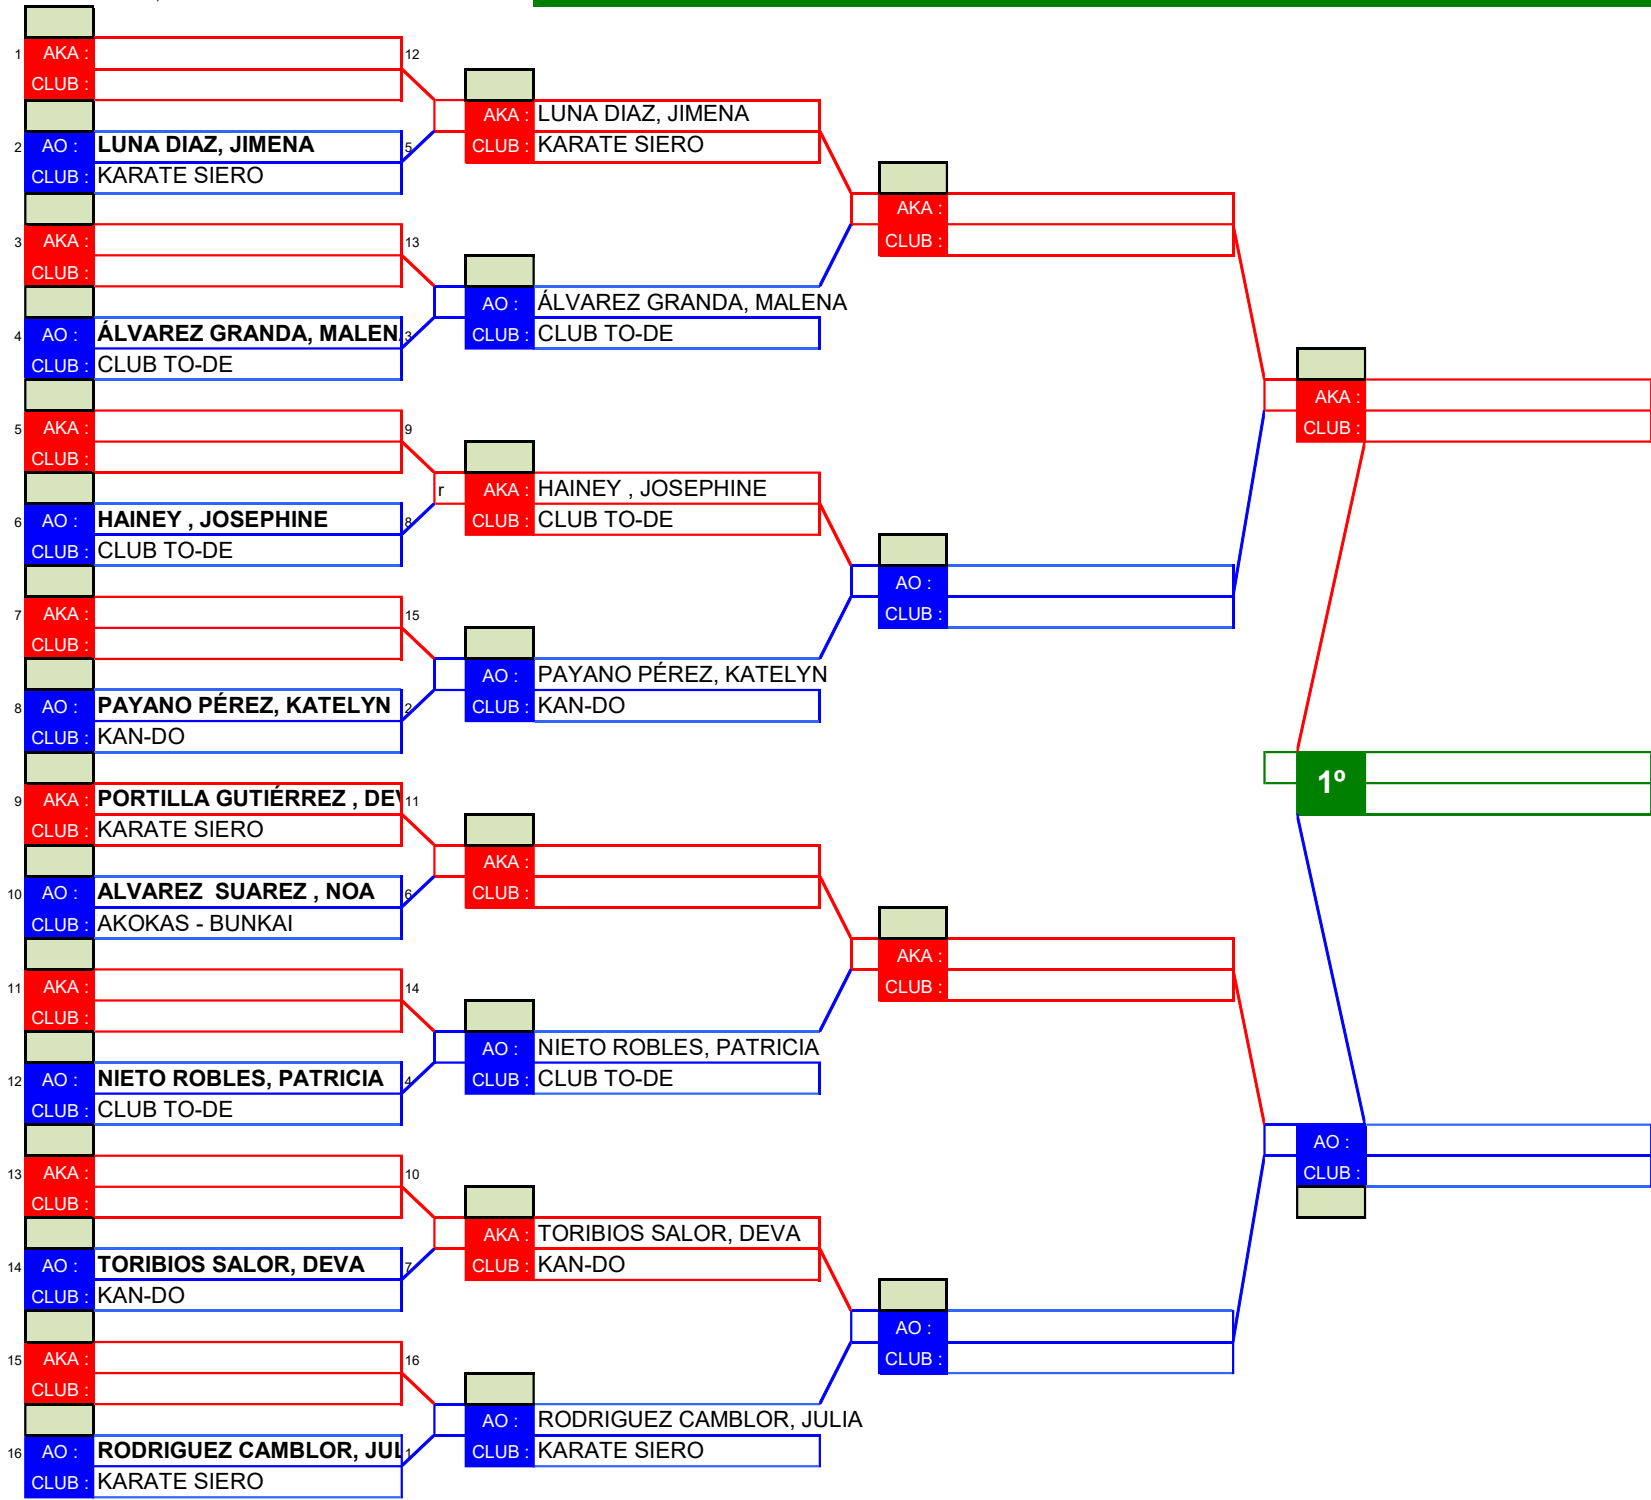 1 AKA : 12
CLUB :
2 AO : LUNA DIAZ, JIMENA 5
CLUB : KARATE SIERO
3 AKA : 13
CLUB :
4 AO : ÁLVAREZ GRANDA, MALEN 3
CLUB : CLUB TO-DE
5 AKA : 9
CLUB :
6 AO : HAINEY , JOSEPHINE 8
CLUB : CLUB TO-DE
7 AKA : 15
CLUB :
8 AO : PAYANO PÉREZ, KATELYN 2
CLUB : KAN-DO
9 AKA : PORTILLA GUTIÉRREZ , DEV 11
CLUB : KARATE SIERO
10 AO : ALVAREZ  SUAREZ , NOA 6
CLUB : AKOKAS - BUNKAI
11 AKA : 14
CLUB :
12 AO : NIETO ROBLES, PATRICIA 4
CLUB : CLUB TO-DE
13 AKA : 10
CLUB :
14 AO : TORIBIOS SALOR, DEVA 7
CLUB : KAN-DO
15 AKA : 16
CLUB :
16 AO : RODRIGUEZ CAMBLOR, JUL 1
CLUB : KARATE SIERO
AKA : LUNA DIAZ, JIMENA
CLUB : KARATE SIERO
AO : ÁLVAREZ GRANDA, MALENA
CLUB : CLUB TO-DE
r AKA : HAINEY , JOSEPHINE
CLUB : CLUB TO-DE
AO : PAYANO PÉREZ, KATELYN
CLUB : KAN-DO
AKA :
CLUB :
AO : NIETO ROBLES, PATRICIA
CLUB : CLUB TO-DE
AKA : TORIBIOS SALOR, DEVA
CLUB : KAN-DO
AO : RODRIGUEZ CAMBLOR, JULIA
CLUB : KARATE SIERO
AKA :
CLUB :
AO :
CLUB :
AKA :
CLUB :
AO :
CLUB :
AKA :
CLUB :
1º
AO :
CLUB :